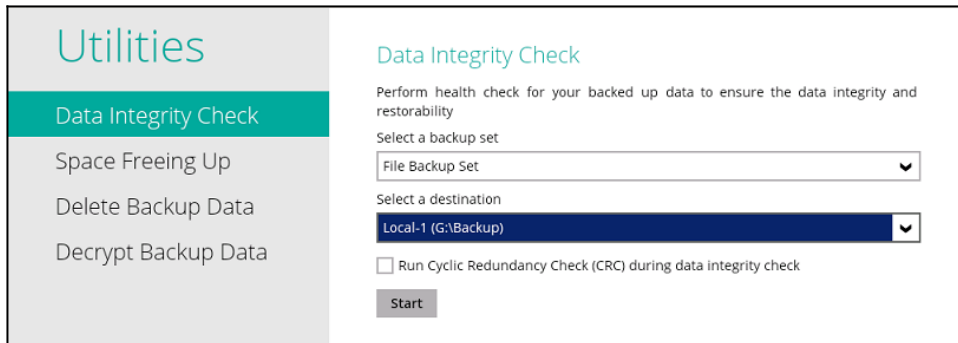 Utilities
Data Integrity Check
Space Freeing Up
Delete Backup Data
Decrypt Backup Data
Data Integrity Check
Perform health check for your backed up data to ensure the data integrity and
restorability
Select a backup set
File Backup Set
Select a destination
Local-1 (G:\Backup)
Run Cyclic Redundancy Check (CRC) during data integrity check
Start